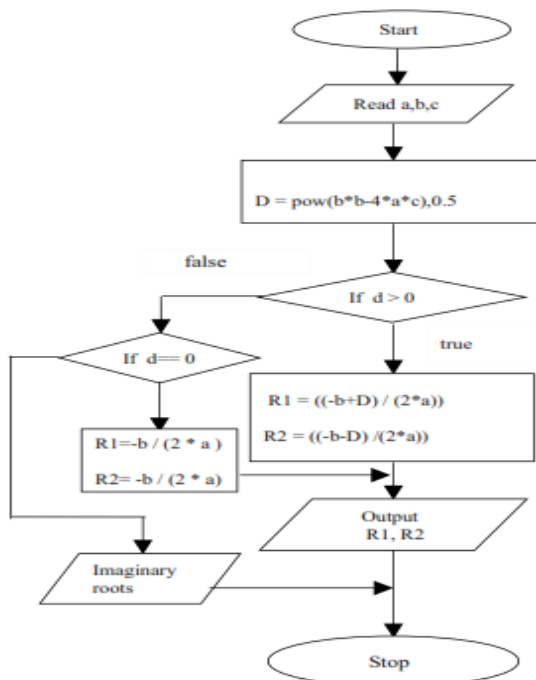 Start
Read a,b,c
D = pow(b*b-4*a*c),0.5
false
If d > 0
true
If d== 0
R1 = ((-b+D) / (2*a))
R2 = ((-b-D) /(2*a))
R1=-b / (2 * a )
R2= -b / (2 * a)
Output
R1, R2
Imaginary
roots
Stop